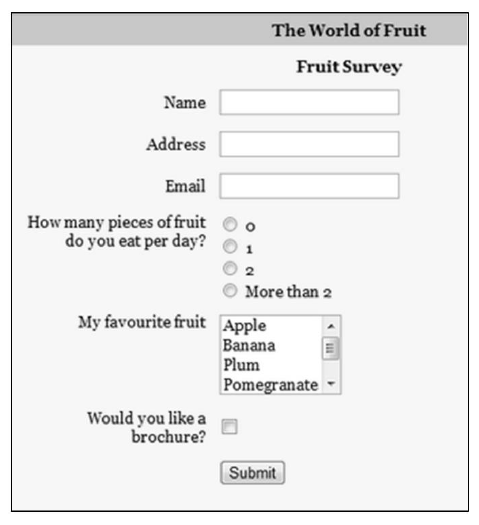 The World of Fruit
Fruit Survey
Name
Address
Email
How many pieces of fruit
do you eat per day?
0
1
2
More than 2
My favourite fruit
Apple
Banana
Plum
Pomegranate
Would you like a
brochure?
Submit